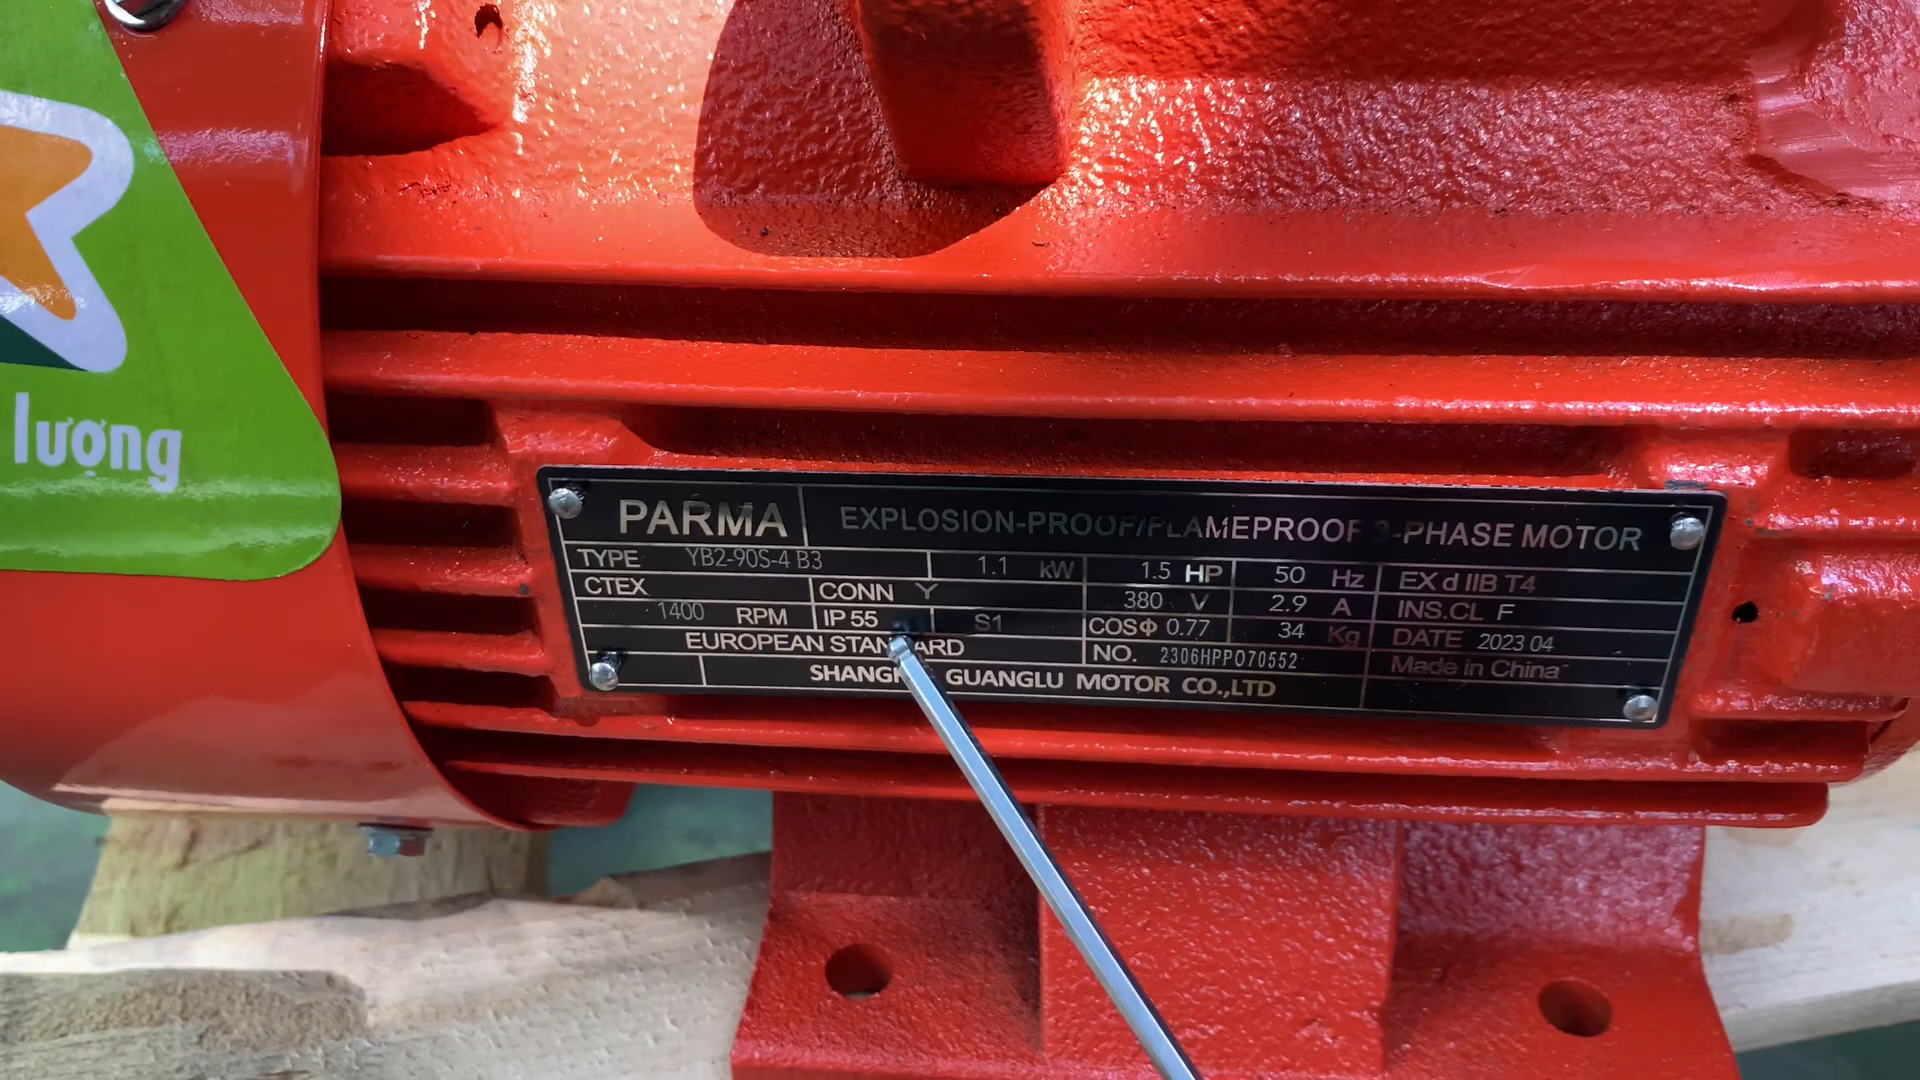 lượng
PARMA EXPLOSION-PROOF/FLAMEPROOF 3-PHASE MOTOR
TYPE YB2-90S-4 B3 1.1 kW 1.5 HP 50 Hz EX d IIB T4
CTEX CONN Y 380 V 2.9 A INS.CL F
1400 RPM IP 55 S1 COSΦ 0.77 34 Kg DATE 2023 04
EUROPEAN STANDARD NO. 2306HPP070552 Made in China
GUANGLU MOTOR CO.,LTD